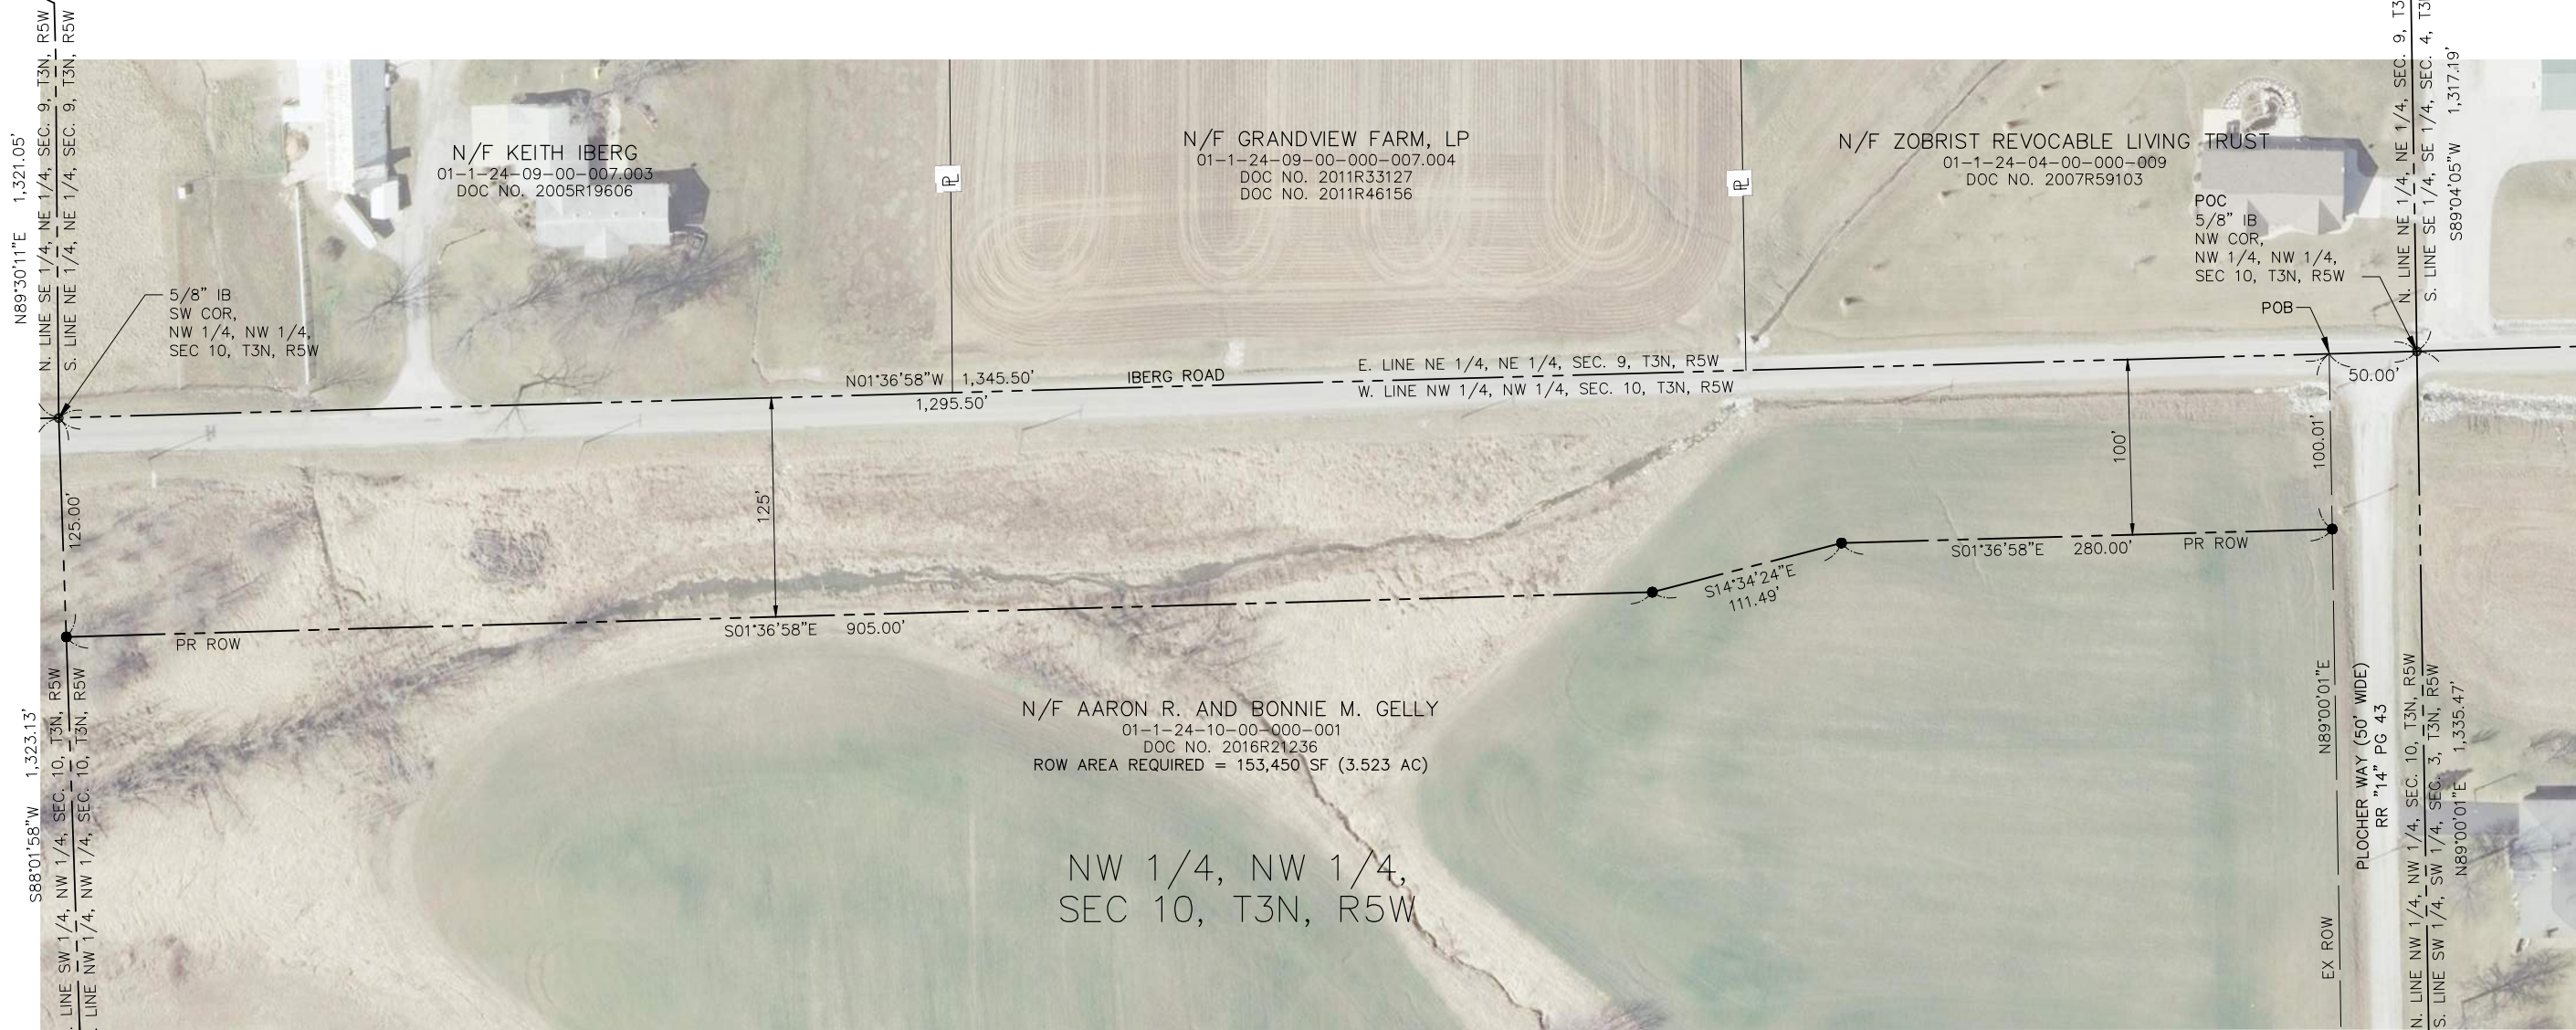 N89°30'11"E 1,321.05'
N. LINE SE 1/4, NE 1/4, SEC. 9, T3N, R5W
S. LINE NE 1/4, NE 1/4, SEC. 9, T3N, R5W
N/F KEITH IBERG
01-1-24-09-00-007.003
DOC NO. 2005R19606
5/8" IB
SW COR,
NW 1/4, NW 1/4,
SEC 10, T3N, R5W
PL
N/F GRANDVIEW FARM, LP
01-1-24-09-00-000-007.004
DOC NO. 2011R33127
DOC NO. 2011R46156
PL
N/F ZOBRIST REVOCABLE LIVING TRUST
01-1-24-04-00-000-009
DOC NO. 2007R59103
POC
5/8" IB
NW COR,
NW 1/4, NW 1/4,
SEC 10, T3N, R5W
POB
N. LINE NE 1/4, NE 1/4, SEC. 9, T3
S. LINE SE 1/4, SE 1/4, SEC. 4, T3
S89°04'05"W 1,317.19'
N01°36'58"W 1,345.50'
1,295.50'
IBERG ROAD
E. LINE NE 1/4, NE 1/4, SEC. 9, T3N, R5W
W. LINE NW 1/4, NW 1/4, SEC. 10, T3N, R5W
50.00'
125.00'
125'
100'
100.01'
PR ROW
S01°36'58"E 905.00'
S14°34'24"E
111.49'
S01°36'58"E 280.00'
PR ROW
S88°01'58"W 1,323.13'
LINE SW 1/4, NW 1/4, SEC. 10, T3N, R5W
LINE NW 1/4, NW 1/4, SEC. 10, T3N, R5W
N/F AARON R. AND BONNIE M. GELLY
01-1-24-10-00-000-001
DOC NO. 2016R21236
ROW AREA REQUIRED = 153,450 SF (3.523 AC)
NW 1/4, NW 1/4,
SEC 10, T3N, R5W
N89°00'01"E
EX ROW
PLOCHER WAY (50' WIDE)
RR "14" PG 43
N. LINE NW 1/4, NW 1/4, SEC. 10, T3N, R5W
S. LINE SW 1/4, SW 1/4, SEC. 3, T3N, R5W
N89°00'01"E 1,335.47'